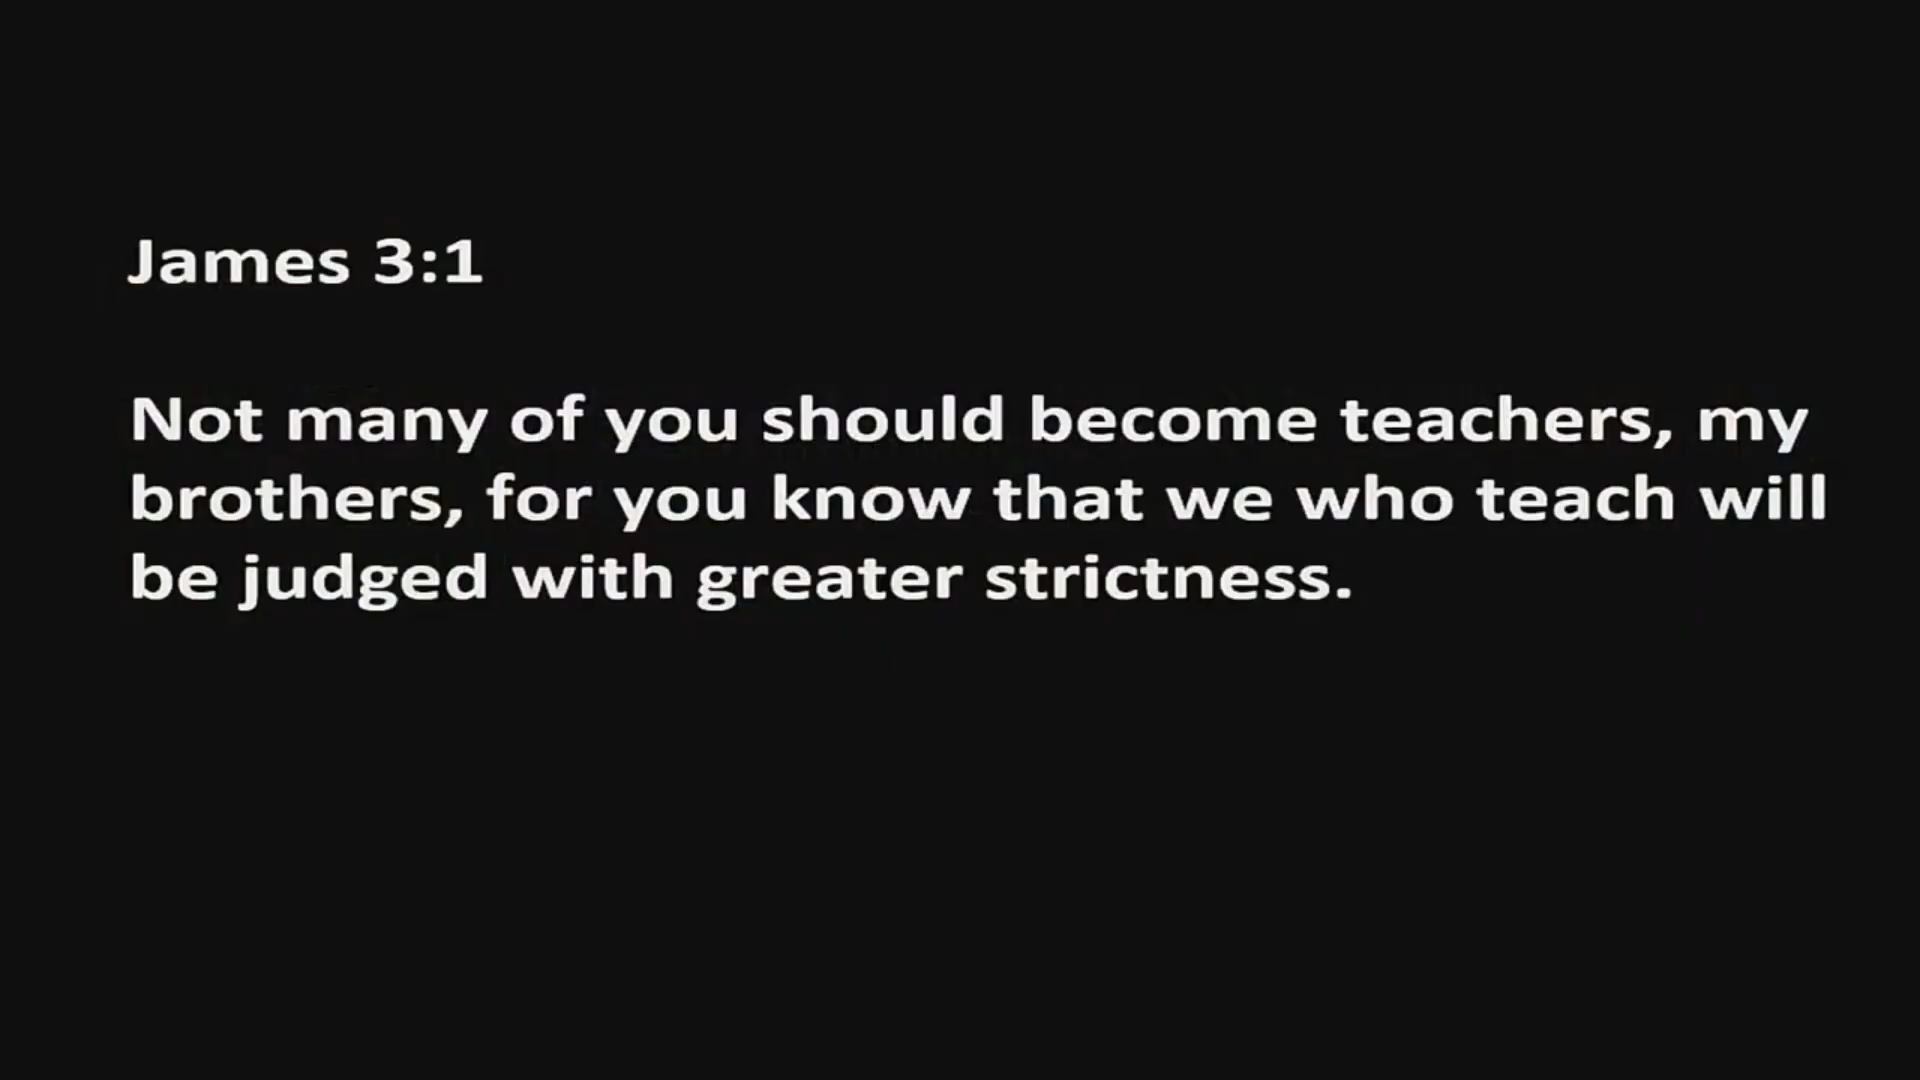 James 3:1
Not many of you should become teachers, my
brothers, for you know that we who teach will
be judged with greater strictness.